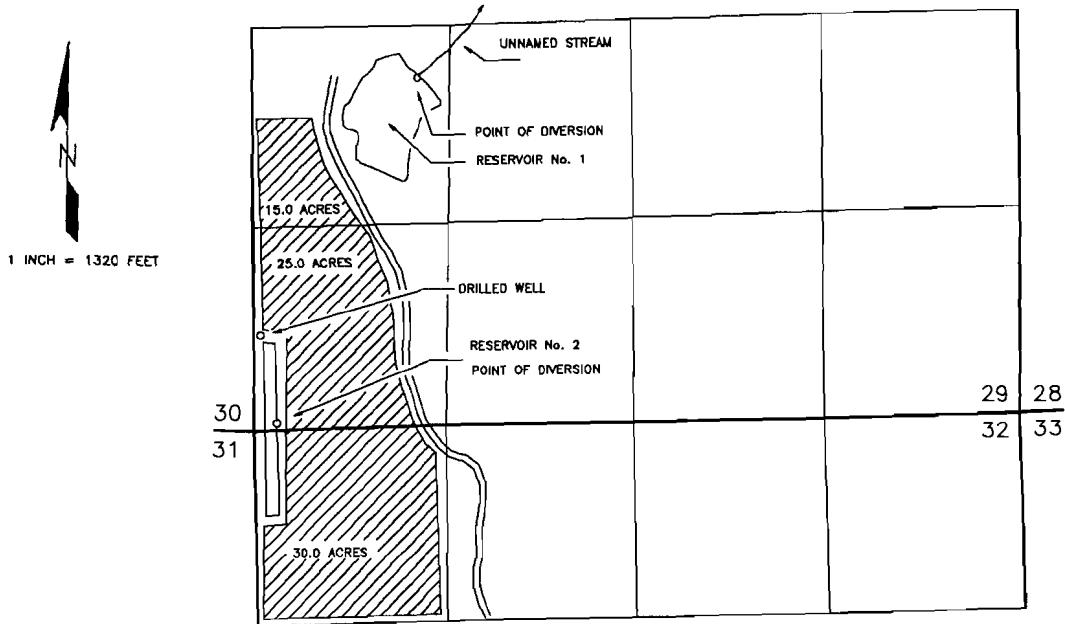 UNNAMED STREAM
POINT OF DIVERSION
RESERVOIR No. 1
N
1 INCH = 1320 FEET
15.0 ACRES
25.0 ACRES
DRILLED WELL
RESERVOIR No. 2
POINT OF DIVERSION
30
29 28
31
32 33
30.0 ACRES